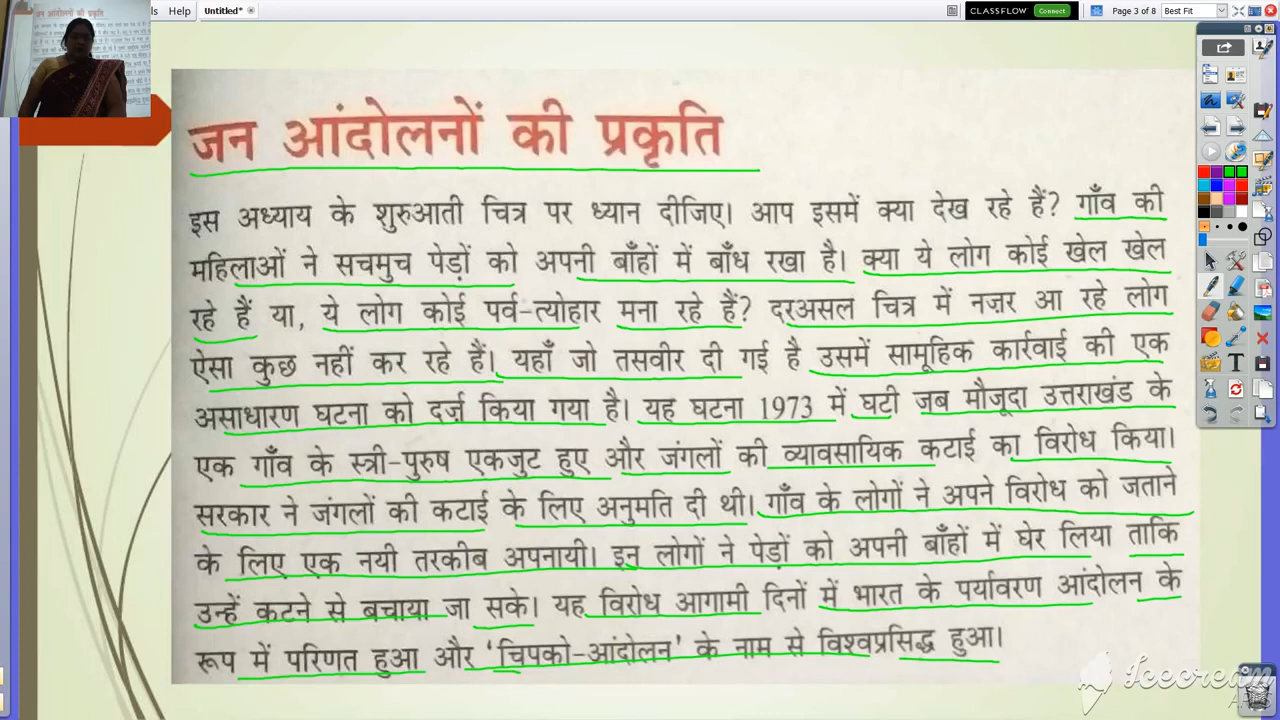 ls Help Untitled* CLASSFLOW Connect Page 3 of 8 Best Fit
जन आंदोलनों की प्रकृति
इस अध्याय के शुरुआती चित्र पर ध्यान दीजिए। आप इसमें क्या देख रहे हैं? गाँव की
महिलाओं ने सचमुच पेड़ों को अपनी बाँहों में बाँध रखा है। क्या ये लोग कोई खेल खेल
रहे हैं या, ये लोग कोई पर्व-त्योहार मना रहे हैं? दरअसल चित्र में नज़र आ रहे लोग
ऐसा कुछ नहीं कर रहे हैं। यहाँ जो तसवीर दी गई है उसमें सामूहिक कार्रवाई की एक
असाधारण घटना को दर्ज़ किया गया है। यह घटना 1973 में घटी जब मौजूदा उत्तराखंड के
एक गाँव के स्त्री-पुरुष एकजुट हुए और जंगलों की व्यावसायिक कटाई का विरोध किया।
सरकार ने जंगलों की कटाई के लिए अनुमति दी थी। गाँव के लोगों ने अपने विरोध को जताने
के लिए एक नयी तरकीब अपनायी। इन लोगों ने पेड़ों को अपनी बाँहों में घेर लिया ताकि
उन्हें कटने से बचाया जा सके। यह विरोध आगामी दिनों में भारत के पर्यावरण आंदोलन के
रूप में परिणत हुआ और 'चिपको-आंदोलन' के नाम से विश्वप्रसिद्ध हुआ।
Icecream
APPS